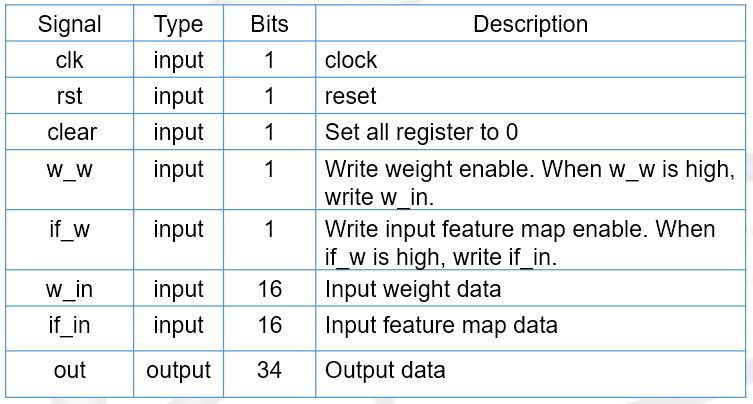 Signal Type Bits Description
clk input 1 clock
rst input 1 reset
clear input 1 Set all register to 0
w_w input 1 Write weight enable. When w_w is high,
write w_in.
if_w input 1 Write input feature map enable. When
if_w is high, write if_in.
w_in input 16 Input weight data
if_in input 16 Input feature map data
out output 34 Output data